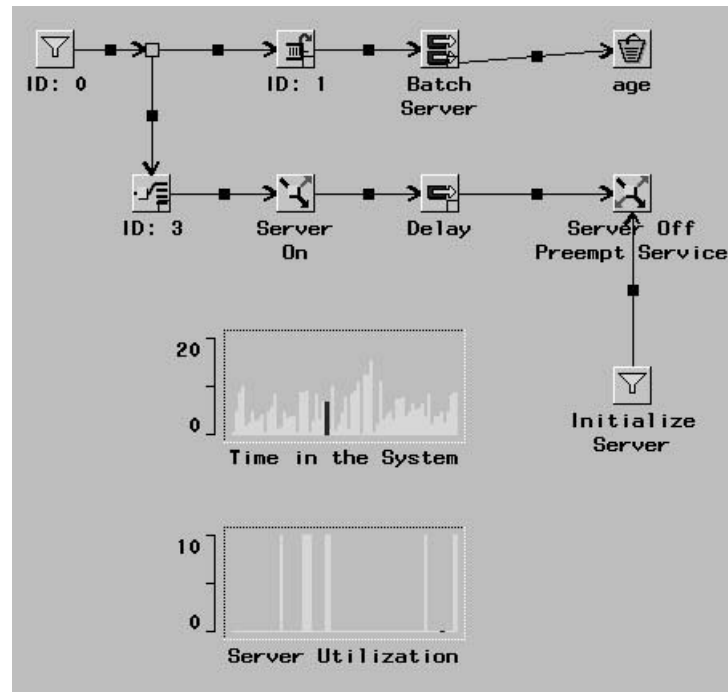 ID: 0
ID: 1
Batch
Server
age
ID: 3
Server
On
Delay
Server Off
Preempt Service
Initialize
Server
20
0
Time in the System
10
0
Server Utilization